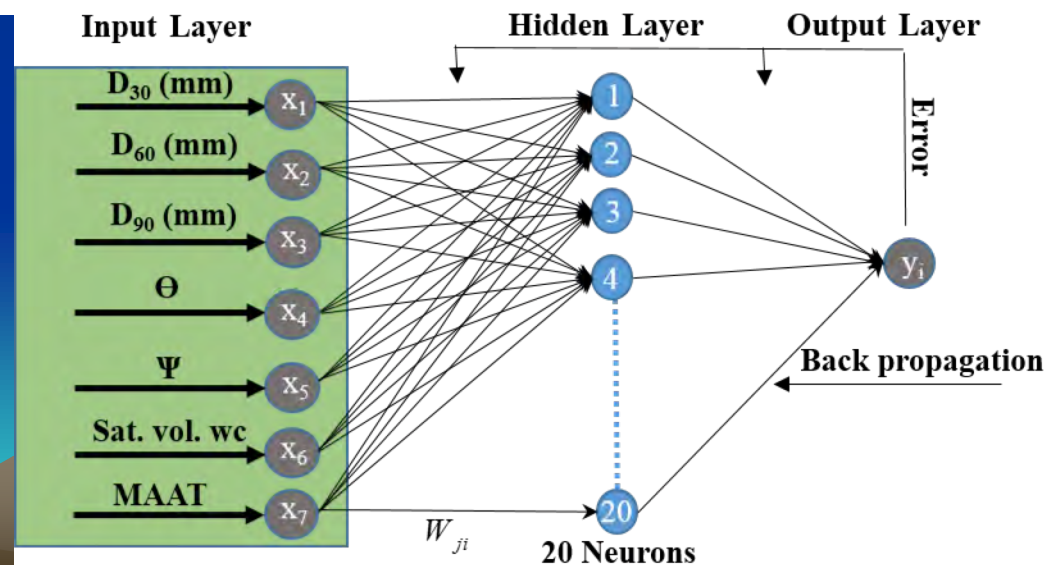 Input Layer
Hidden Layer
Output Layer
D₃₀ (mm)
x₁
D₆₀ (mm)
x₂
D₉₀ (mm)
x₃
Ɵ
x₄
Ψ
x₅
Sat. vol. wc
x₆
MAAT
x₇
W_ji
1
2
3
4
20
20 Neurons
yᵢ
Error
Back propagation